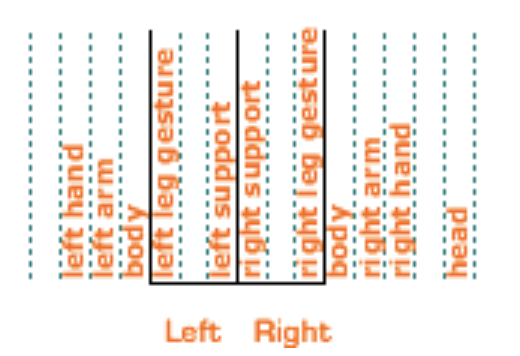 left hand
left arm
body
left leg gesture
left support
right support
right leg gesture
body
right arm
right hand
head
Left Right